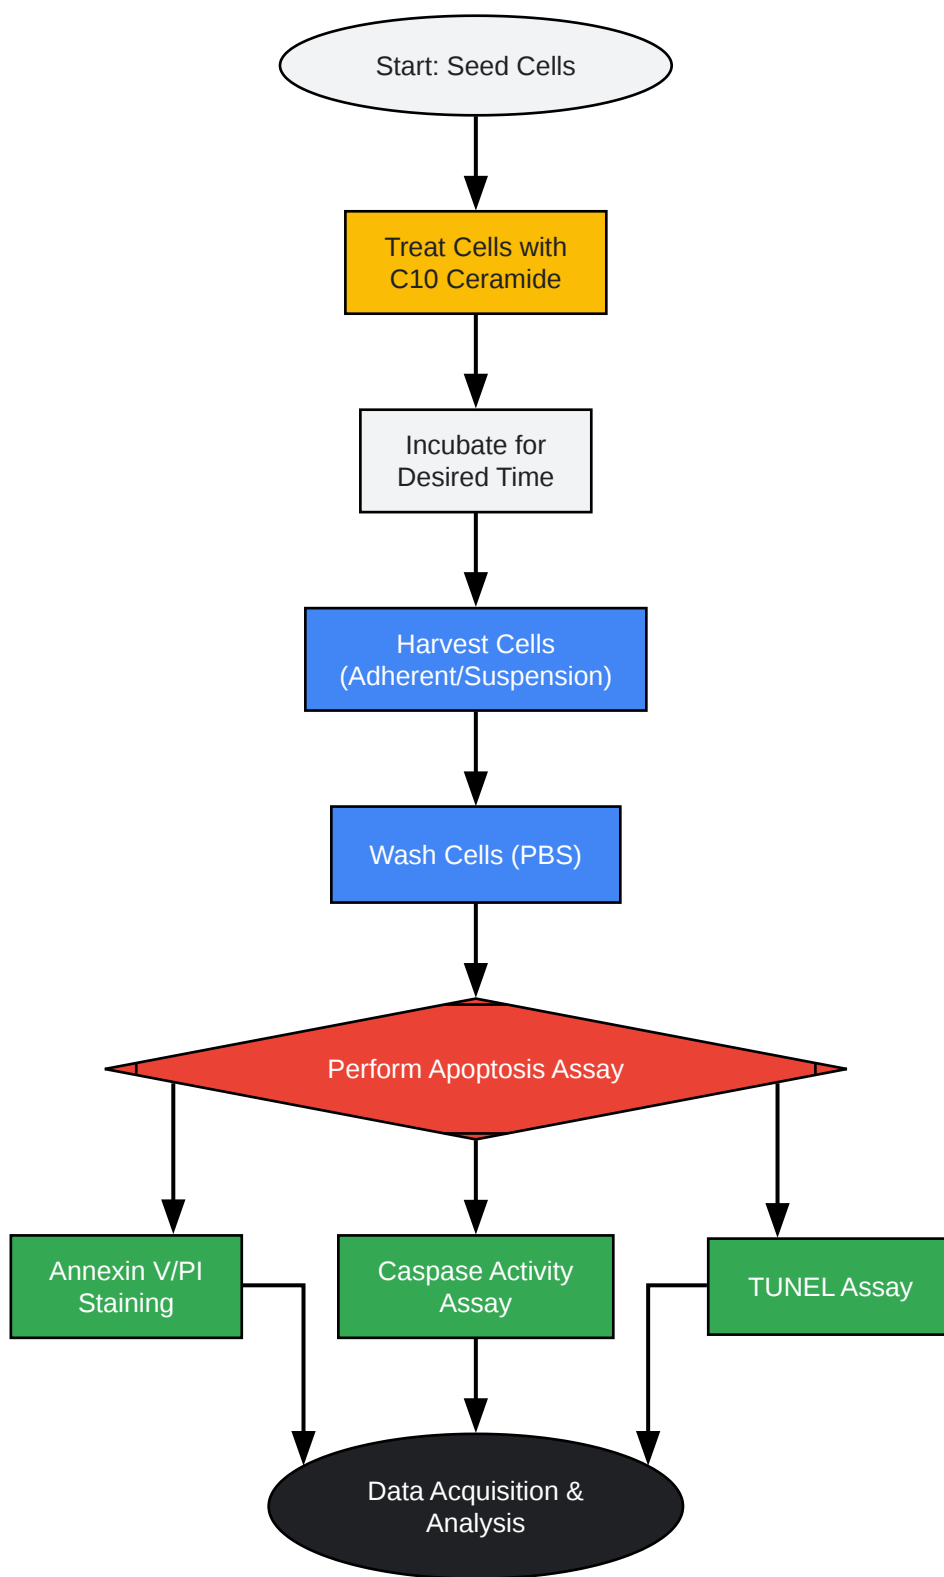 Start: Seed Cells
Treat Cells with
C10 Ceramide
Incubate for
Desired Time
Harvest Cells
(Adherent/Suspension)
Wash Cells (PBS)
Perform Apoptosis Assay
Annexin V/PI
Staining
Caspase Activity
Assay
TUNEL Assay
Data Acquisition &
Analysis